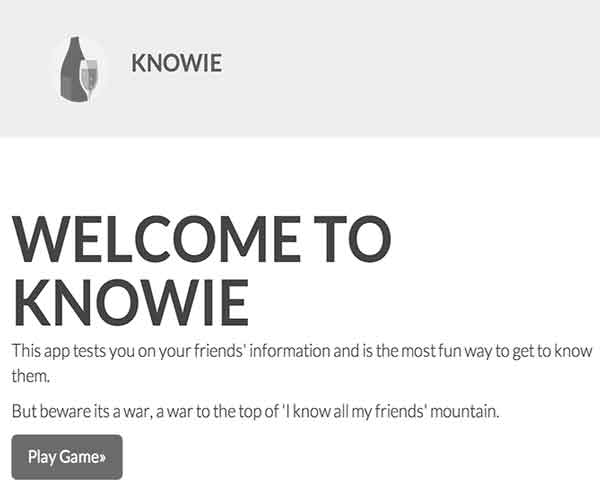 KNOWIE
WELCOME TO
KNOWIE
This app tests you on your friends' information and is the most fun way to get to know
them.
But beware its a war, a war to the top of 'I know all my friends' mountain.
Play Game»